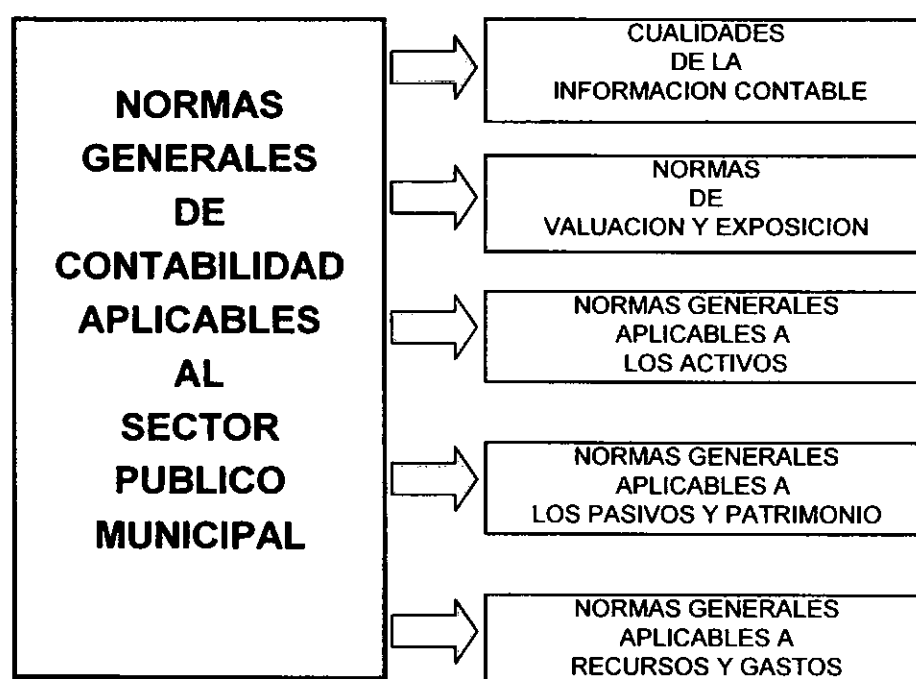 NORMAS
GENERALES
DE
CONTABILIDAD
APLICABLES
AL
SECTOR
PUBLICO
MUNICIPAL
CUALIDADES
DE LA
INFORMACION CONTABLE
NORMAS
DE
VALUACION Y EXPOSICION
NORMAS GENERALES
APLICABLES A
LOS ACTIVOS
NORMAS GENERALES
APLICABLES A
LOS PASIVOS Y PATRIMONIO
NORMAS GENERALES
APLICABLES A
RECURSOS Y GASTOS